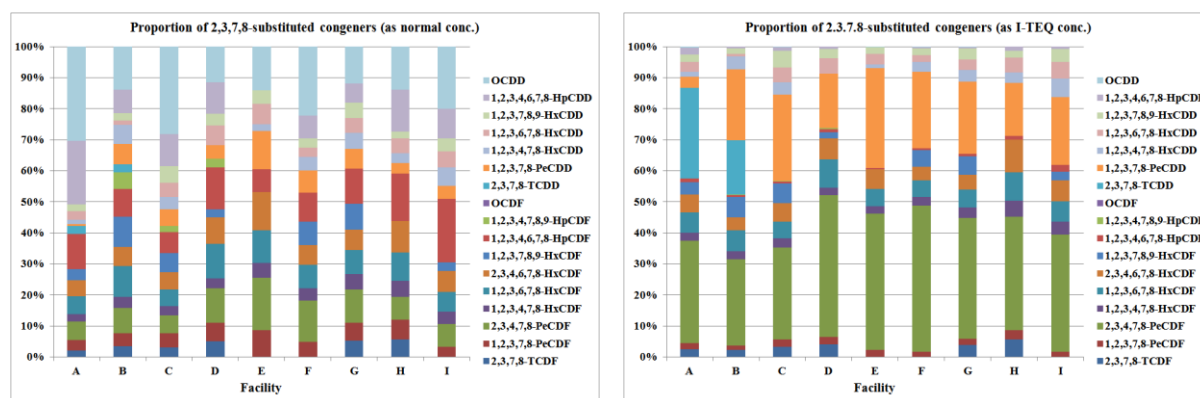 Proportion of 2,3,7,8-substituted congeners (as normal conc.)
100%
90%
80%
70%
60%
50%
40%
30%
20%
10%
0%
A B C D E F G H I
Facility
OCDD
1,2,3,4,6,7,8-HpCDD
1,2,3,7,8,9-HxCDD
1,2,3,6,7,8-HxCDD
1,2,3,4,7,8-HxCDD
1,2,3,7,8-PeCDD
2,3,7,8-TCDD
OCDF
1,2,3,4,7,8,9-HpCDF
1,2,3,4,6,7,8-HpCDF
1,2,3,7,8,9-HxCDF
2,3,4,6,7,8-HxCDF
1,2,3,6,7,8-HxCDF
1,2,3,4,7,8-HxCDF
2,3,4,7,8-PeCDF
1,2,3,7,8-PeCDF
2,3,7,8-TCDF
Proportion of 2.3.7.8-substituted congeners (as I-TEQ conc.)
100%
90%
80%
70%
60%
50%
40%
30%
20%
10%
0%
A B C D E F G H I
Facility
OCDD
1,2,3,4,6,7,8-HpCDD
1,2,3,7,8,9-HxCDD
1,2,3,6,7,8-HxCDD
1,2,3,4,7,8-HxCDD
1,2,3,7,8-PeCDD
2,3,7,8-TCDD
OCDF
1,2,3,4,7,8,9-HpCDF
1,2,3,4,6,7,8-HpCDF
1,2,3,7,8,9-HxCDF
2,3,4,6,7,8-HxCDF
1,2,3,6,7,8-HxCDF
1,2,3,4,7,8-HxCDF
2,3,4,7,8-PeCDF
1,2,3,7,8-PeCDF
2,3,7,8-TCDF